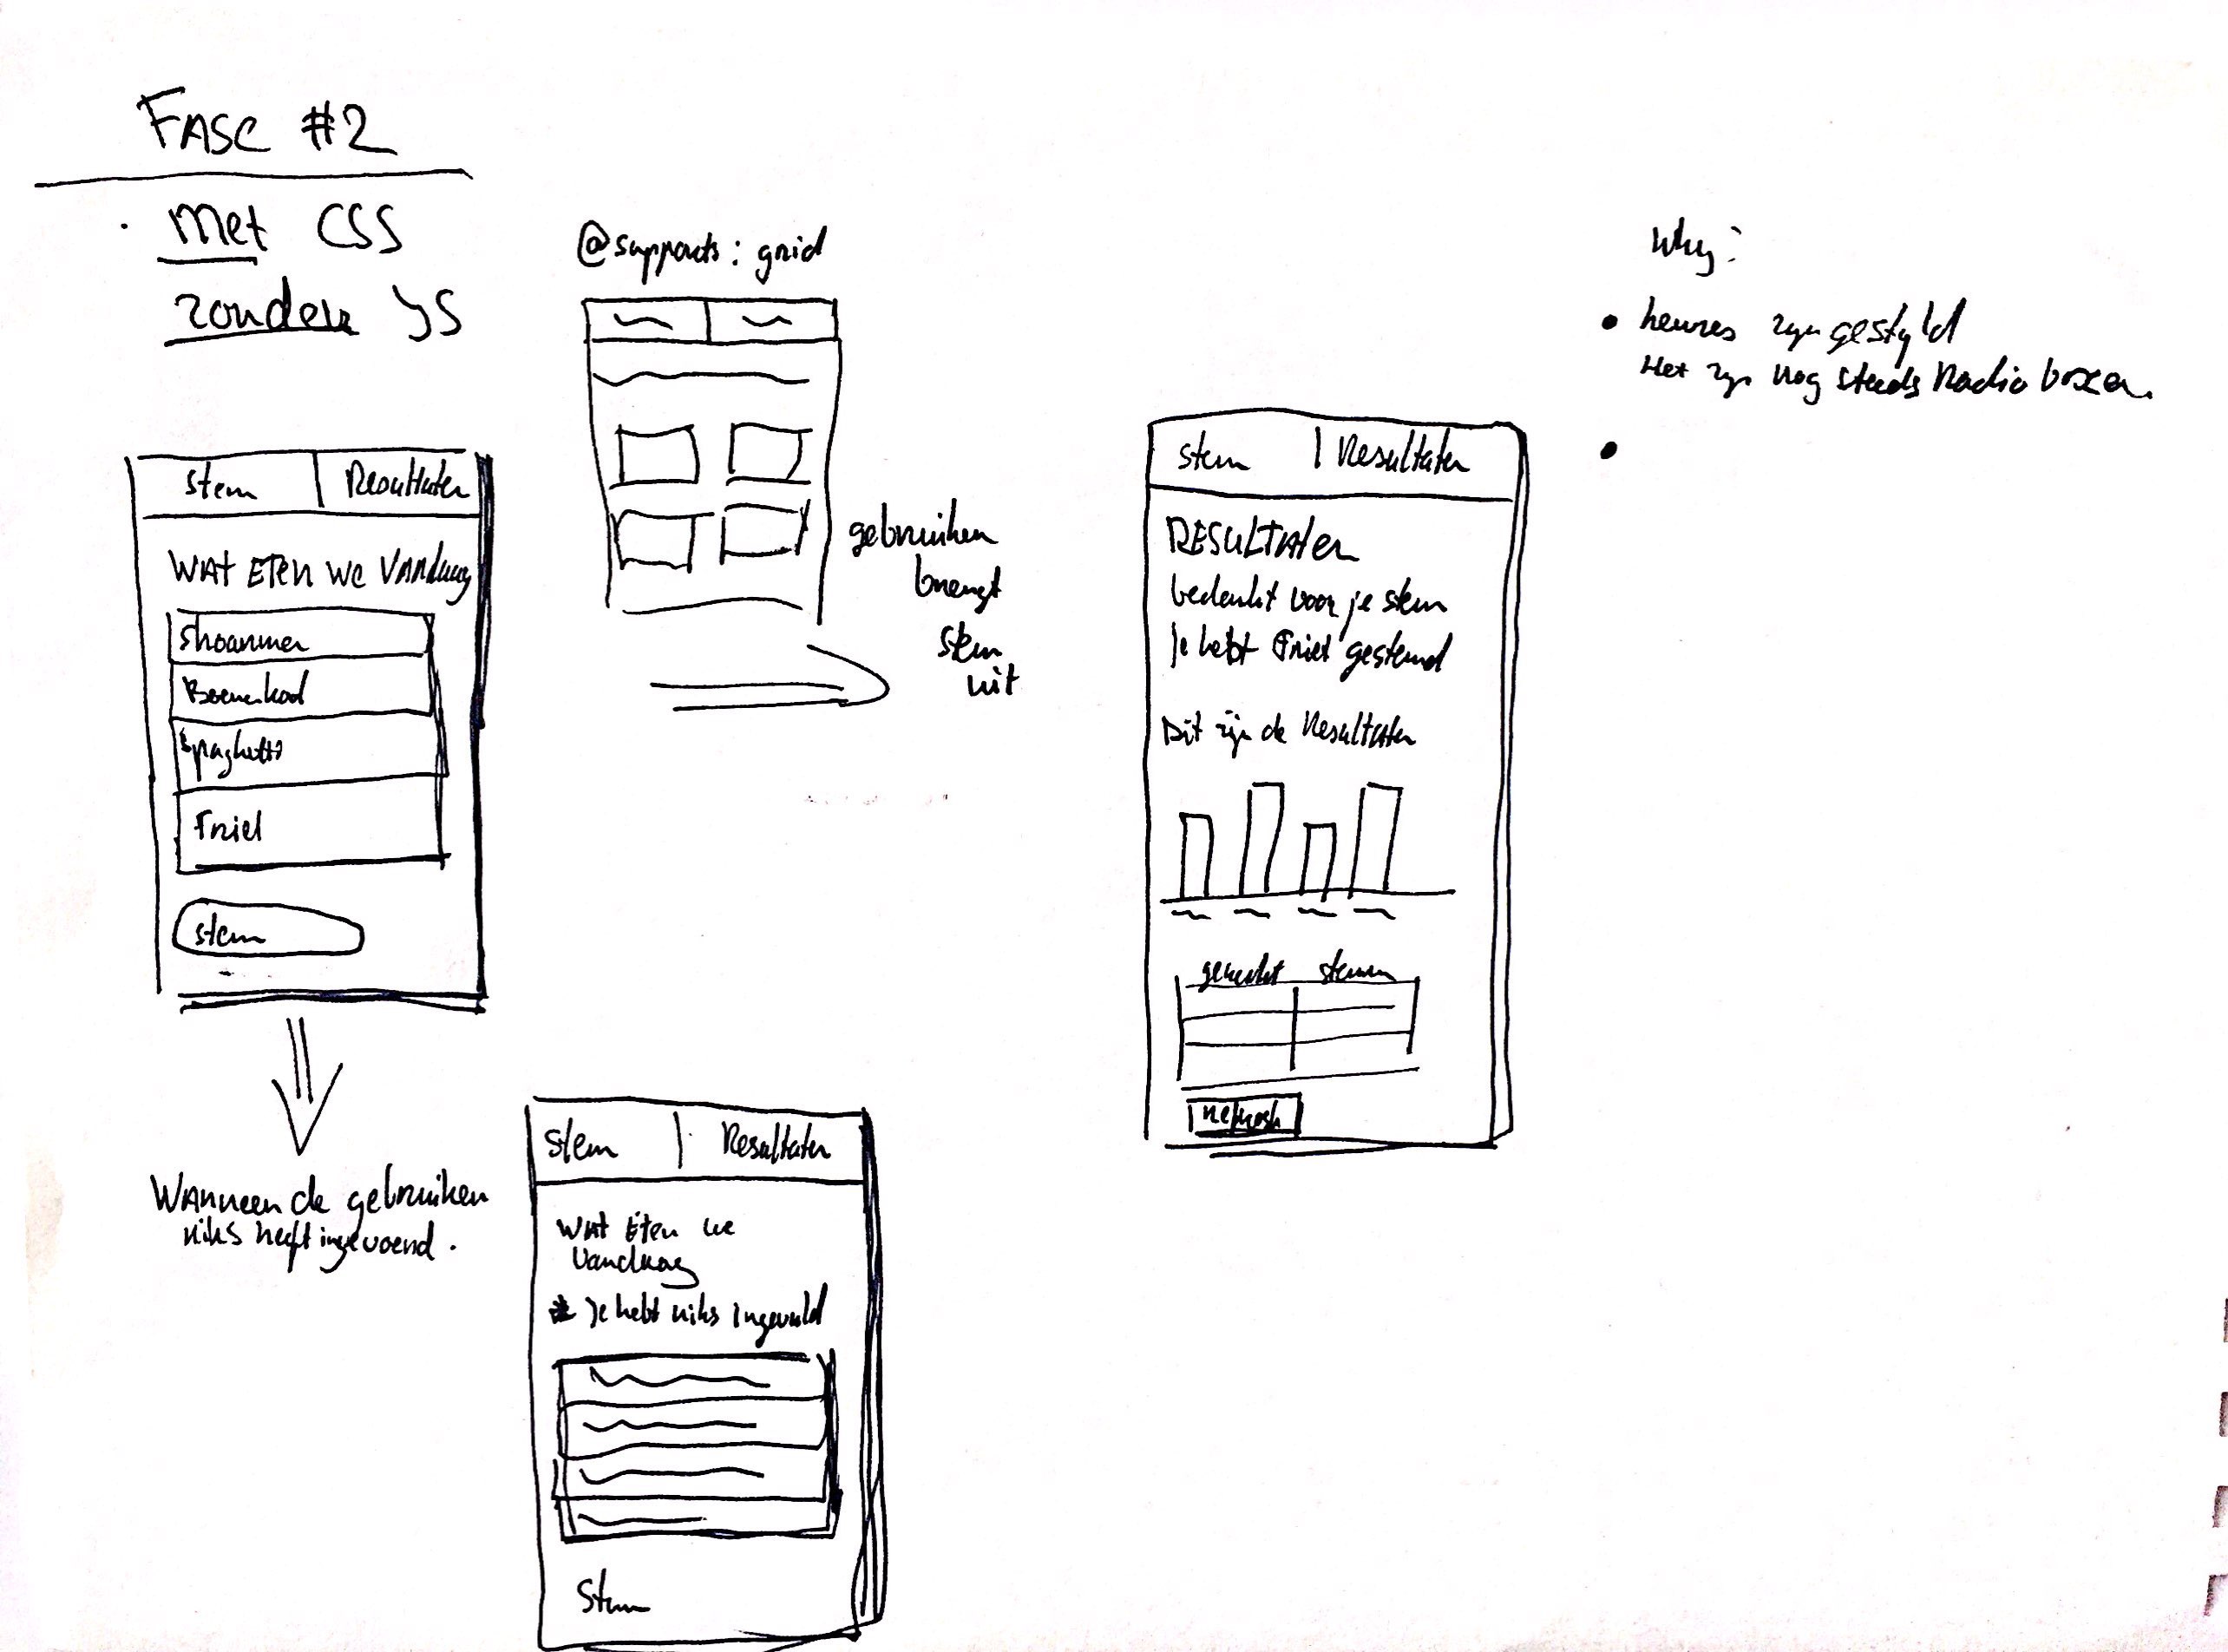 FASE #2
Met CSS
zonder JS
@supports: grid
stem | Resultaten
WAT ETEN we VANdaag
Shoarmer
Boerenkool
Spaghetti
Friet
stem
Wanneer de gebruiker
niks heeft ingevoerd.
gebruiker
brengt
stem
uit
stem | Resultaten
WAT ETEN we
Vandaag
* Je hebt niks ingevuld
Stem
stem | Resultaten
RESULTATEN
bedankt voor je stem
Je hebt Friet gestemd
Dit zijn de Resultaten
gerecht stemmen
refresh
Why:
• keuzes zijn gestyld
Het zijn nog steeds Radio boxen.
•